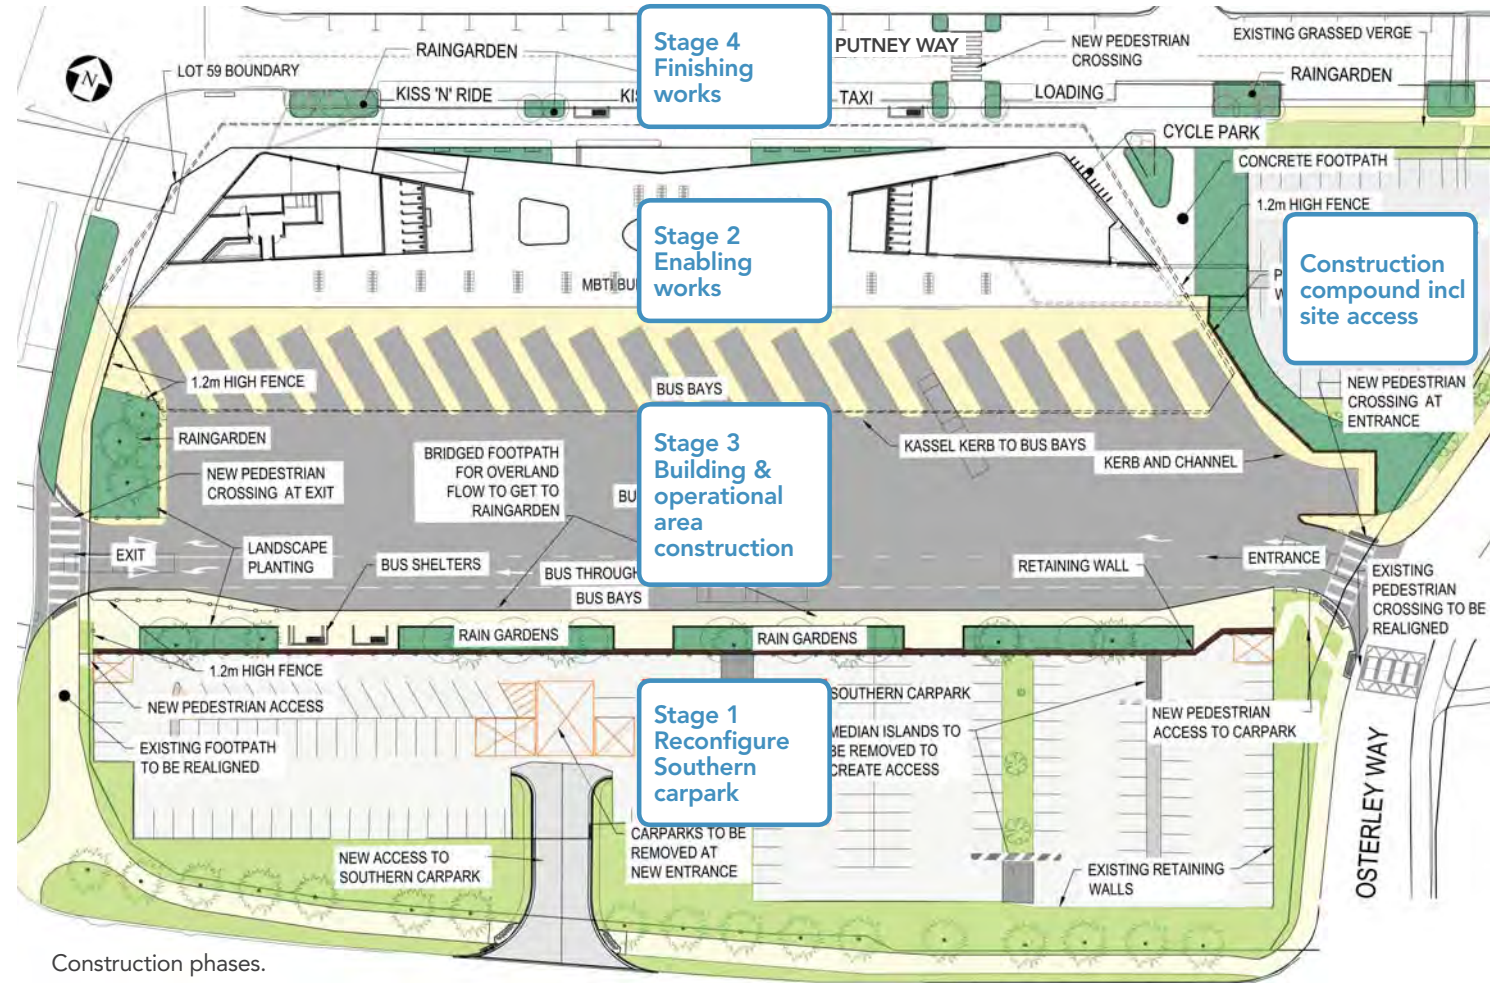 Stage 4
Finishing
works
PUTNEY WAY
NEW PEDESTRIAN
CROSSING
EXISTING GRASSED VERGE
RAINGARDEN
LOT 59 BOUNDARY
N
RAINGARDEN
KISS 'N' RIDE
TAXI
LOADING
CYCLE PARK
CONCRETE FOOTPATH
1.2m HIGH FENCE
Stage 2
Enabling
works
Construction
compound incl
site access
1.2m HIGH FENCE
BUS BAYS
NEW PEDESTRIAN
CROSSING AT
ENTRANCE
RAINGARDEN
BRIDGED FOOTPATH
FOR OVERLAND
FLOW TO GET TO
RAINGARDEN
Stage 3
Building &
operational
area
construction
KASSEL KERB TO BUS BAYS
KERB AND CHANNEL
NEW PEDESTRIAN
CROSSING AT EXIT
EXIT
LANDSCAPE
PLANTING
BUS SHELTERS
BUS THROUGH
BUS BAYS
RETAINING WALL
ENTRANCE
EXISTING
PEDESTRIAN
CROSSING TO BE
REALIGNED
RAIN GARDENS
RAIN GARDENS
1.2m HIGH FENCE
NEW PEDESTRIAN ACCESS
EXISTING FOOTPATH
TO BE REALIGNED
Stage 1
Reconfigure
Southern
carpark
SOUTHERN CARPARK
MEDIAN ISLANDS TO
BE REMOVED TO
CREATE ACCESS
NEW PEDESTRIAN
ACCESS TO CARPARK
OSTERLEY WAY
CARPARKS TO BE
REMOVED AT
NEW ENTRANCE
NEW ACCESS TO
SOUTHERN CARPARK
EXISTING RETAINING
WALLS
Construction phases.